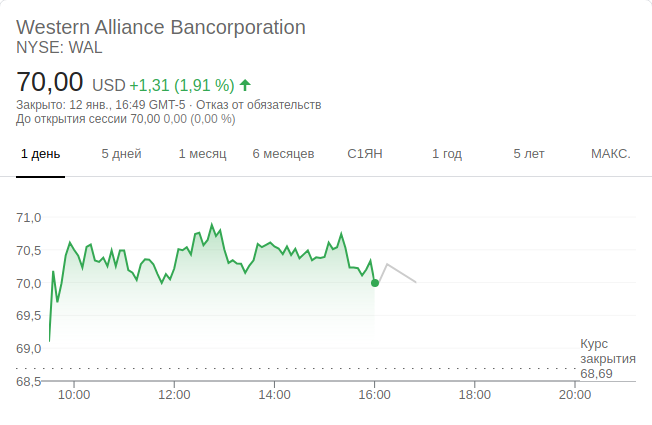 Western Alliance Bancorporation
NYSE: WAL
70,00 USD +1,31 (1,91 %)
Закрыто: 12 янв., 16:49 GMT-5 · Отказ от обязательств
До открытия сессии 70,00 0,00 (0,00 %)
1 день 5 дней 1 месяц 6 месяцев С1ЯН 1 год 5 лет МАКС.
71,0
70,5
70,0
69,5
69,0
Курс
закрытия
68,69
68,5
10:00 12:00 14:00 16:00 18:00 20:00